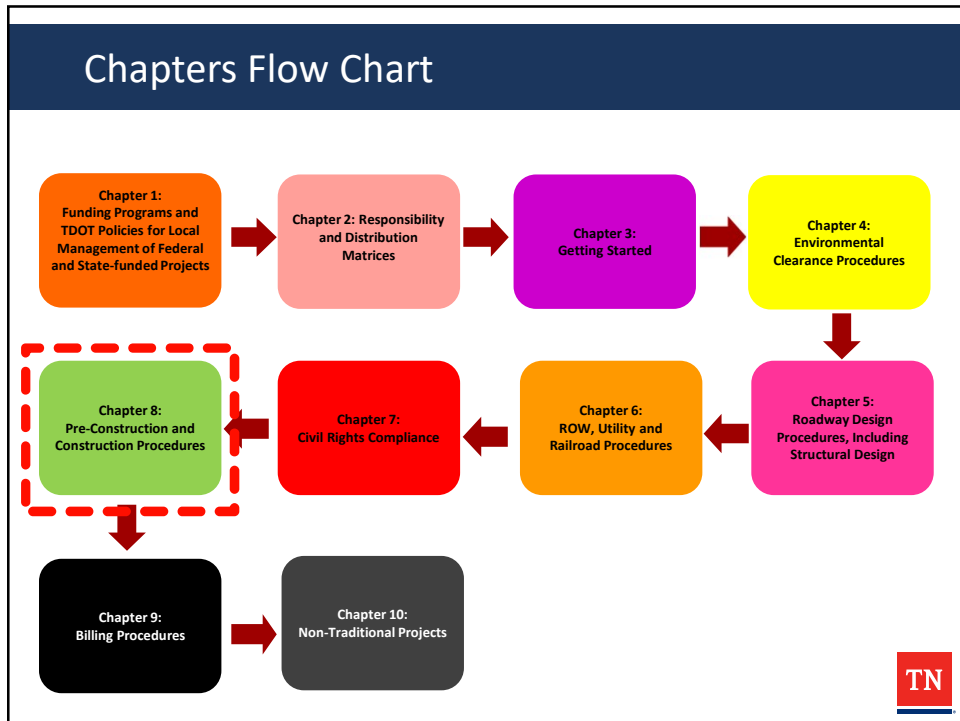 Chapters Flow Chart
Chapter 1:
Funding Programs and
TDOT Policies for Local
Management of Federal
and State-funded Projects
Chapter 2: Responsibility
and Distribution
Matrices
Chapter 3:
Getting Started
Chapter 4:
Environmental
Clearance Procedures
Chapter 5:
Roadway Design
Procedures, Including
Structural Design
Chapter 6:
ROW, Utility and
Railroad Procedures
Chapter 7:
Civil Rights Compliance
Chapter 8:
Pre-Construction and
Construction Procedures
Chapter 9:
Billing Procedures
Chapter 10:
Non-Traditional Projects
TN